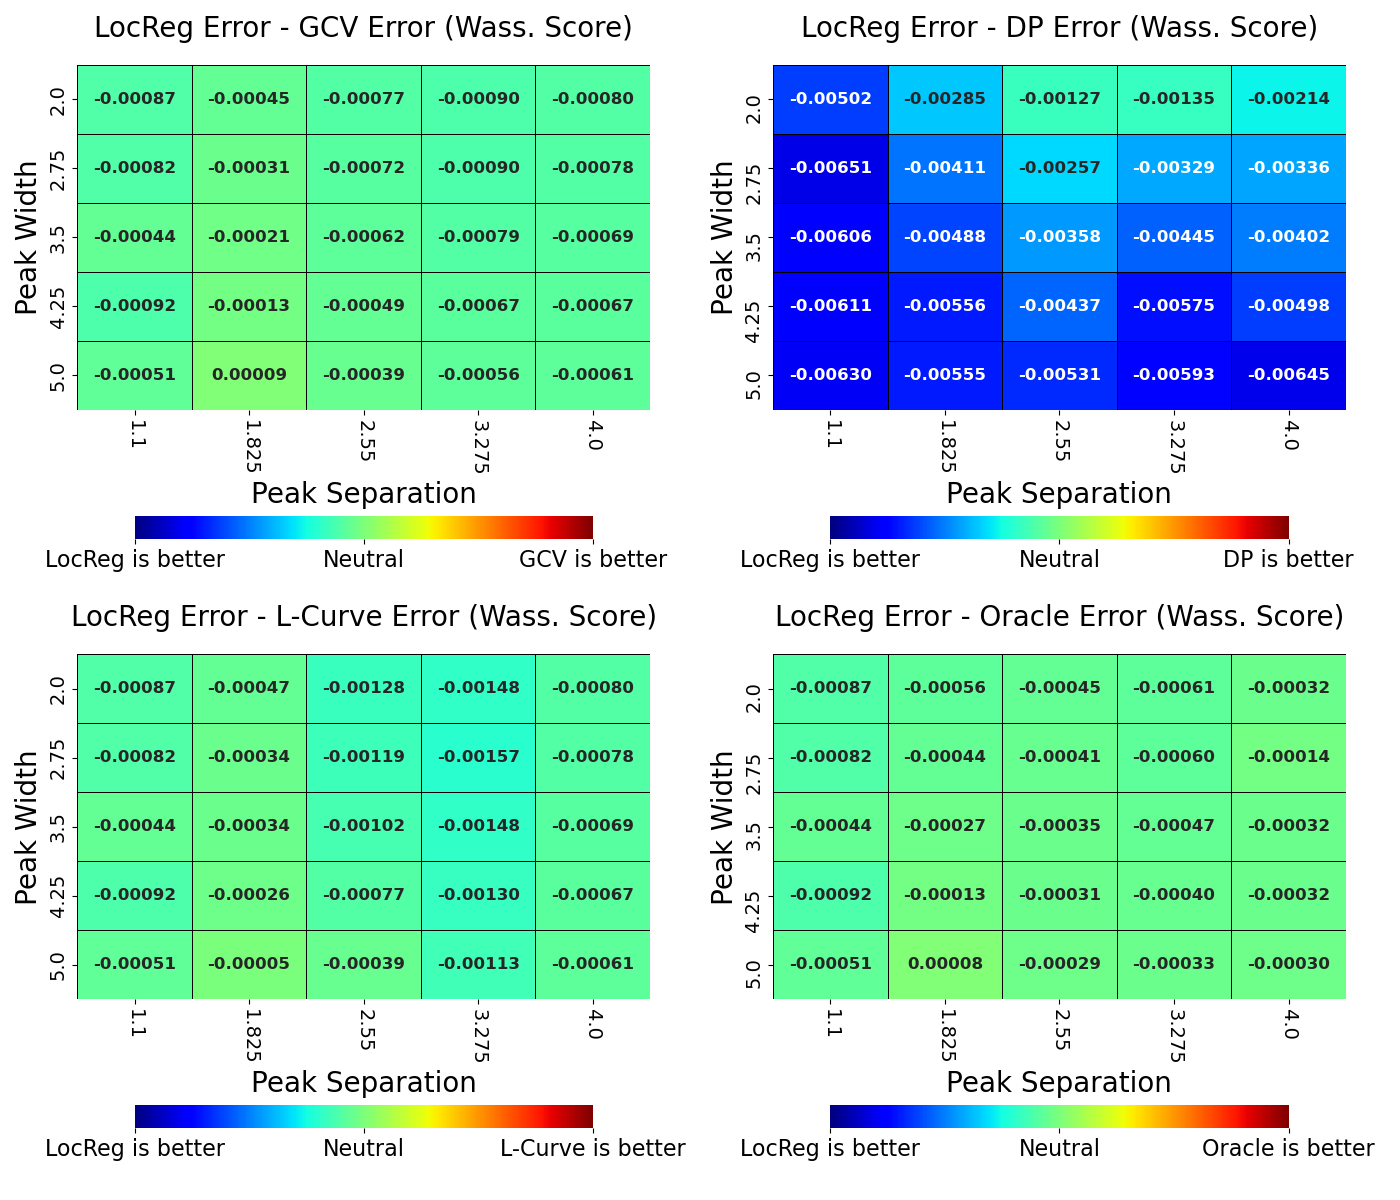 LocReg Error - GCV Error (Wass. Score)
Peak Width
2.0 -0.00087 -0.00045 -0.00077 -0.00090 -0.00080
2.75 -0.00082 -0.00031 -0.00072 -0.00090 -0.00078
3.5 -0.00044 -0.00021 -0.00062 -0.00079 -0.00069
4.25 -0.00092 -0.00013 -0.00049 -0.00067 -0.00067
5.0 -0.00051 0.00009 -0.00039 -0.00056 -0.00061
1.1 1.825 2.55 3.275 4.0
Peak Separation
LocReg is better Neutral GCV is better
LocReg Error - DP Error (Wass. Score)
Peak Width
2.0 -0.00502 -0.00285 -0.00127 -0.00135 -0.00214
2.75 -0.00651 -0.00411 -0.00257 -0.00329 -0.00336
3.5 -0.00606 -0.00488 -0.00358 -0.00445 -0.00402
4.25 -0.00611 -0.00556 -0.00437 -0.00575 -0.00498
5.0 -0.00630 -0.00555 -0.00531 -0.00593 -0.00645
1.1 1.825 2.55 3.275 4.0
Peak Separation
LocReg is better Neutral DP is better
LocReg Error - L-Curve Error (Wass. Score)
Peak Width
2.0 -0.00087 -0.00047 -0.00128 -0.00148 -0.00080
2.75 -0.00082 -0.00034 -0.00119 -0.00157 -0.00078
3.5 -0.00044 -0.00034 -0.00102 -0.00148 -0.00069
4.25 -0.00092 -0.00026 -0.00077 -0.00130 -0.00067
5.0 -0.00051 -0.00005 -0.00039 -0.00113 -0.00061
1.1 1.825 2.55 3.275 4.0
Peak Separation
LocReg is better Neutral L-Curve is better
LocReg Error - Oracle Error (Wass. Score)
Peak Width
2.0 -0.00087 -0.00056 -0.00045 -0.00061 -0.00032
2.75 -0.00082 -0.00044 -0.00041 -0.00060 -0.00014
3.5 -0.00044 -0.00027 -0.00035 -0.00047 -0.00032
4.25 -0.00092 -0.00013 -0.00031 -0.00040 -0.00032
5.0 -0.00051 0.00008 -0.00029 -0.00033 -0.00030
1.1 1.825 2.55 3.275 4.0
Peak Separation
LocReg is better Neutral Oracle is better